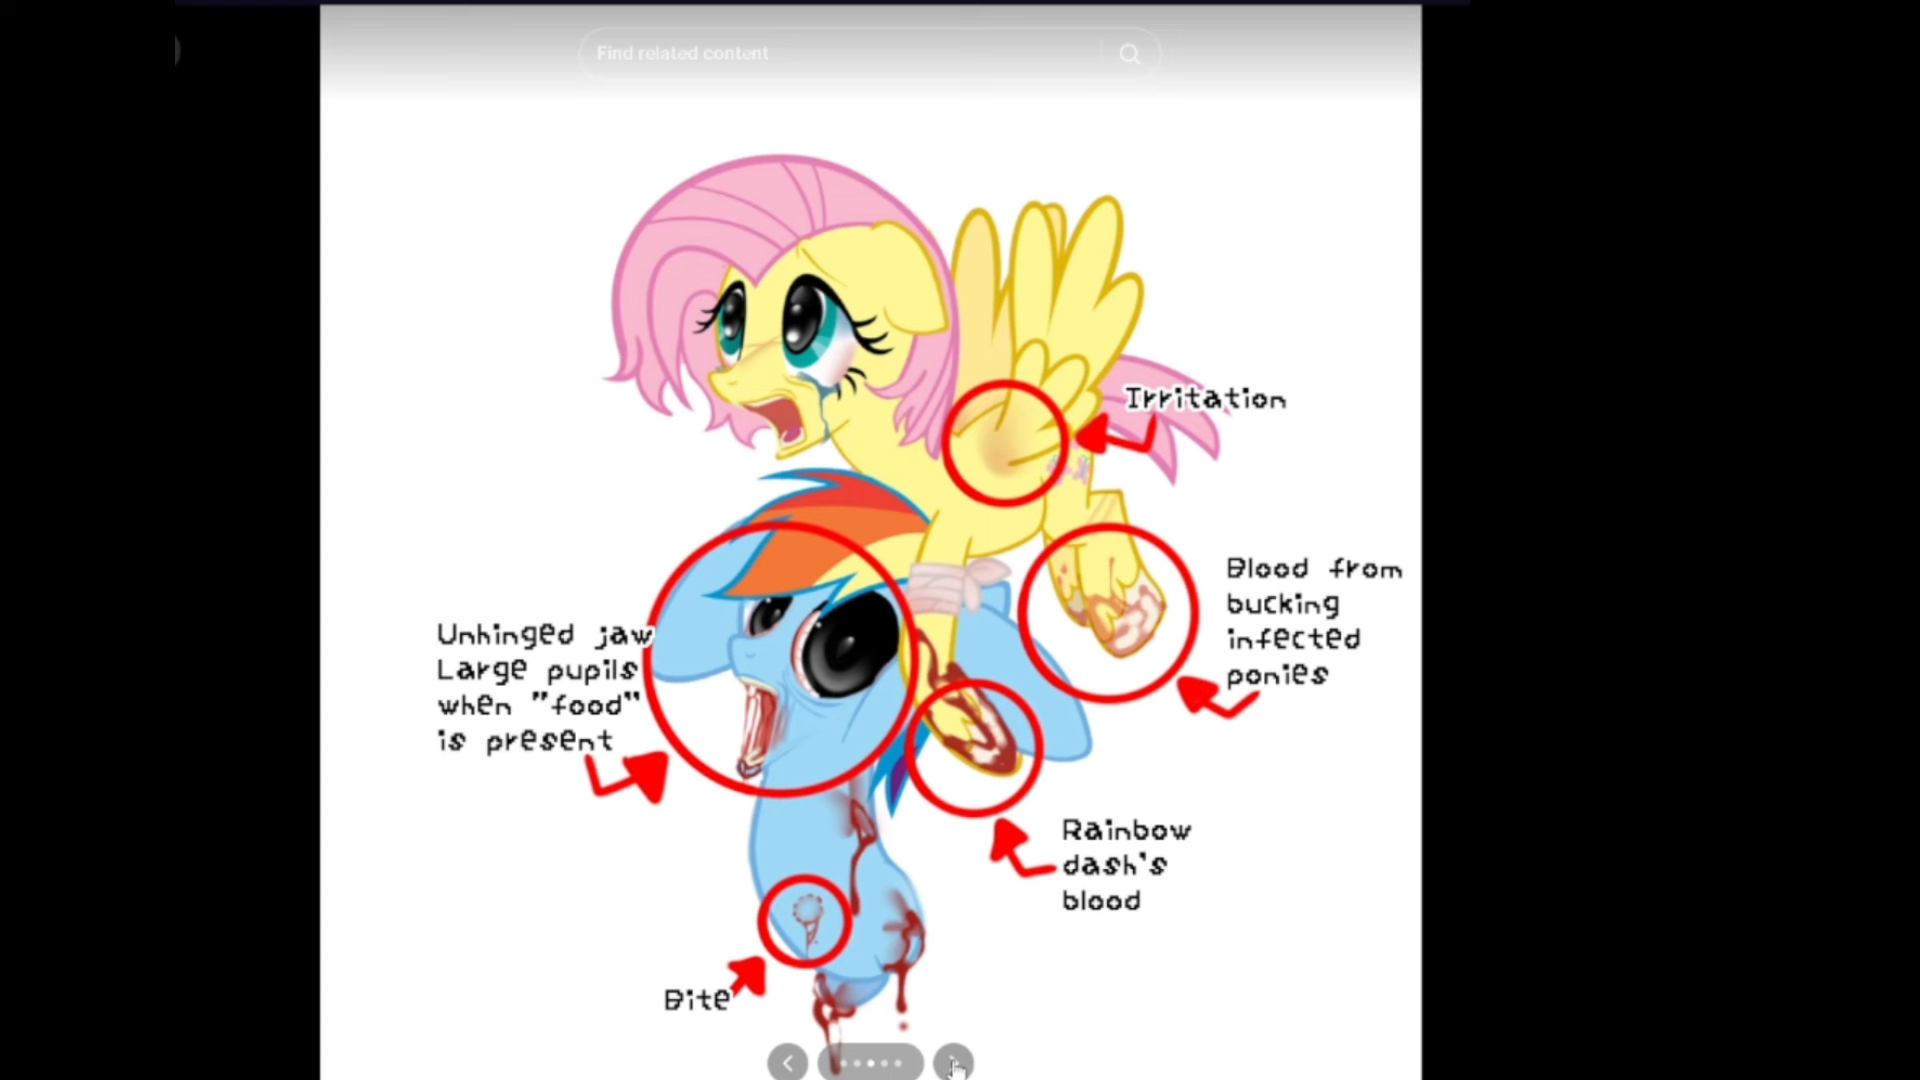 Find related content
Irritation
Blood from
bucking
infected
ponies
Unhinged jaw
Large pupils
when "food"
is present
Rainbow
dash's
blood
Bite